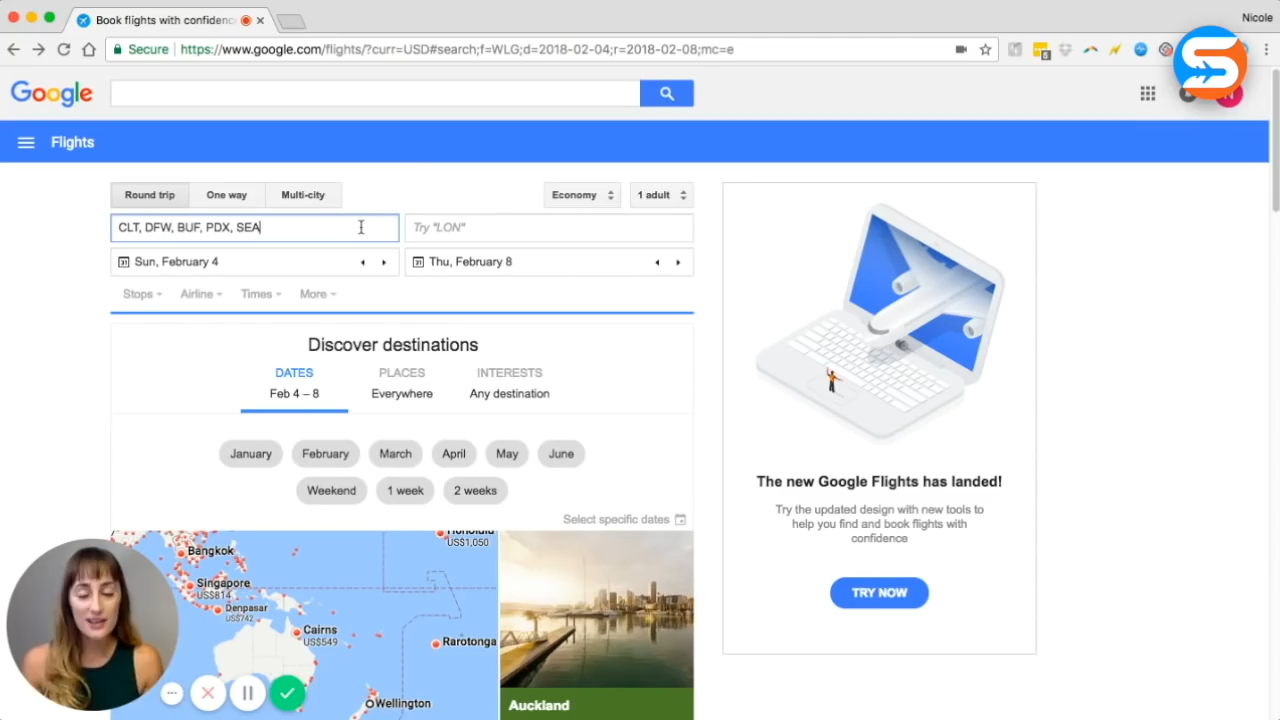 Book flights with confidenc
Nicole
Secure
https://www.google.com/flights/?curr=USD#search;f=WLG;d=2018-02-04;r=2018-02-08;mc=e
5
S
Google
Flights
Round trip
One way
Multi-city
Economy
1 adult
CLT, DFW, BUF, PDX, SEA
Try "LON"
31 Sun, February 4
31 Thu, February 8
Stops
Airline
Times
More
Discover destinations
DATES
PLACES
INTERESTS
Feb 4 – 8
Everywhere
Any destination
January
February
March
April
May
June
Weekend
1 week
2 weeks
Select specific dates
Honolulu
US$1,050
Bangkok
Singapore
US$814
Denpasar
US$742
Cairns
US$549
Rarotonga
Wellington
Auckland
The new Google Flights has landed!
Try the updated design with new tools to
help you find and book flights with
confidence
TRY NOW